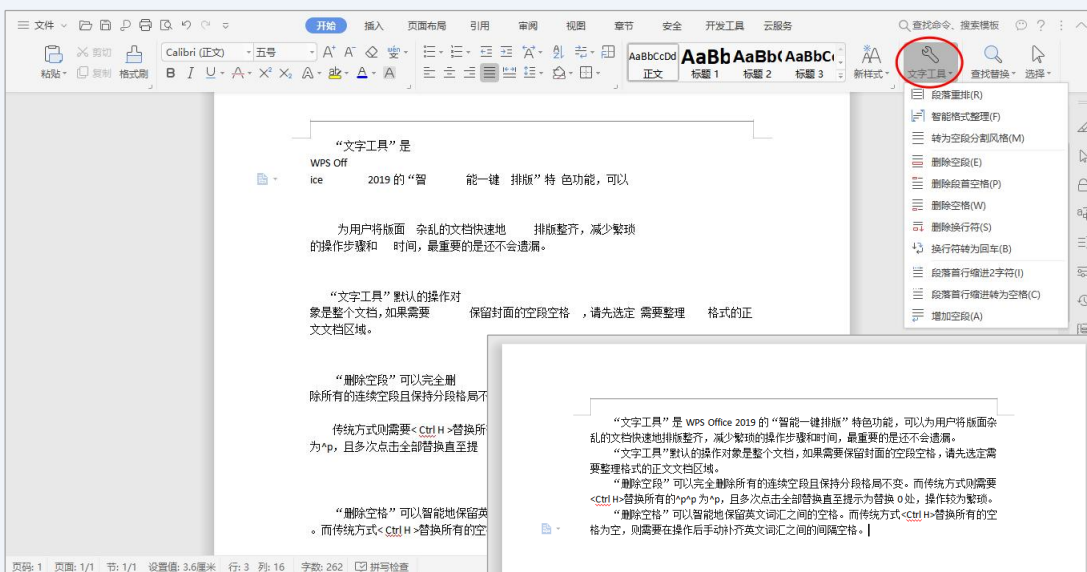 三 文件
开始 插入 页面布局 引用 审阅 视图 章节 安全 开发工具 云服务
查找命令、搜索模板
粘贴 剪切 复制 格式刷
Calibri (正文) 五号
AaBbCcDd AaBb AaBb( AaBbC(
正文 标题 1 标题 2 标题 3
新样式 文字工具 查找替换 选择
段落重排(R)
智能格式整理(F)
转为空段分割风格(M)
删除空段(E)
删除段首空格(P)
删除空格(W)
删除换行符(S)
换行符转为回车(B)
段落首行缩进2字符(I)
段落首行缩进转为空格(C)
增加空段(A)
“文字工具”是
WPS Off
ice 2019 的“智 能一键 排版”特 色功能，可以
为用户将版面 杂乱的文档快速地 排版整齐，减少繁琐
的操作步骤和 时间，最重要的是还不会遗漏。
“文字工具”默认的操作对
象是整个文档，如果需要 保留封面的空段空格 ，请先选定 需要整理 格式的正
文文档区域。
“删除空段”可以完全删
除所有的连续空段且保持分段格局不
传统方式则需要< Ctrl H >替换所
为^p，且多次点击全部替换直至提
“删除空格”可以智能地保留英
。而传统方式< Ctrl H >替换所有的空
“文字工具”是 WPS Office 2019 的“智能一键排版”特色功能，可以为用户将版面杂
乱的文档快速地排版整齐，减少繁琐的操作步骤和时间，最重要的是还不会遗漏。
“文字工具”默认的操作对象是整个文档，如果需要保留封面的空段空格，请先选定需
要整理格式的正文文档区域。
“删除空段”可以完全删除所有的连续空段且保持分段格局不变。而传统方式则需要
<Ctrl H>替换所有的^p^p 为^p，且多次点击全部替换直至提示为替换 0 处，操作较为繁琐。
“删除空格”可以智能地保留英文词汇之间的空格。而传统方式<Ctrl H>替换所有的空
格为空，则需要在操作后手动补齐英文词汇之间的间隔空格。
页码: 1 页面: 1/1 节: 1/1 设置值: 3.6厘米 行: 3 列: 16 字数: 262 拼写检查